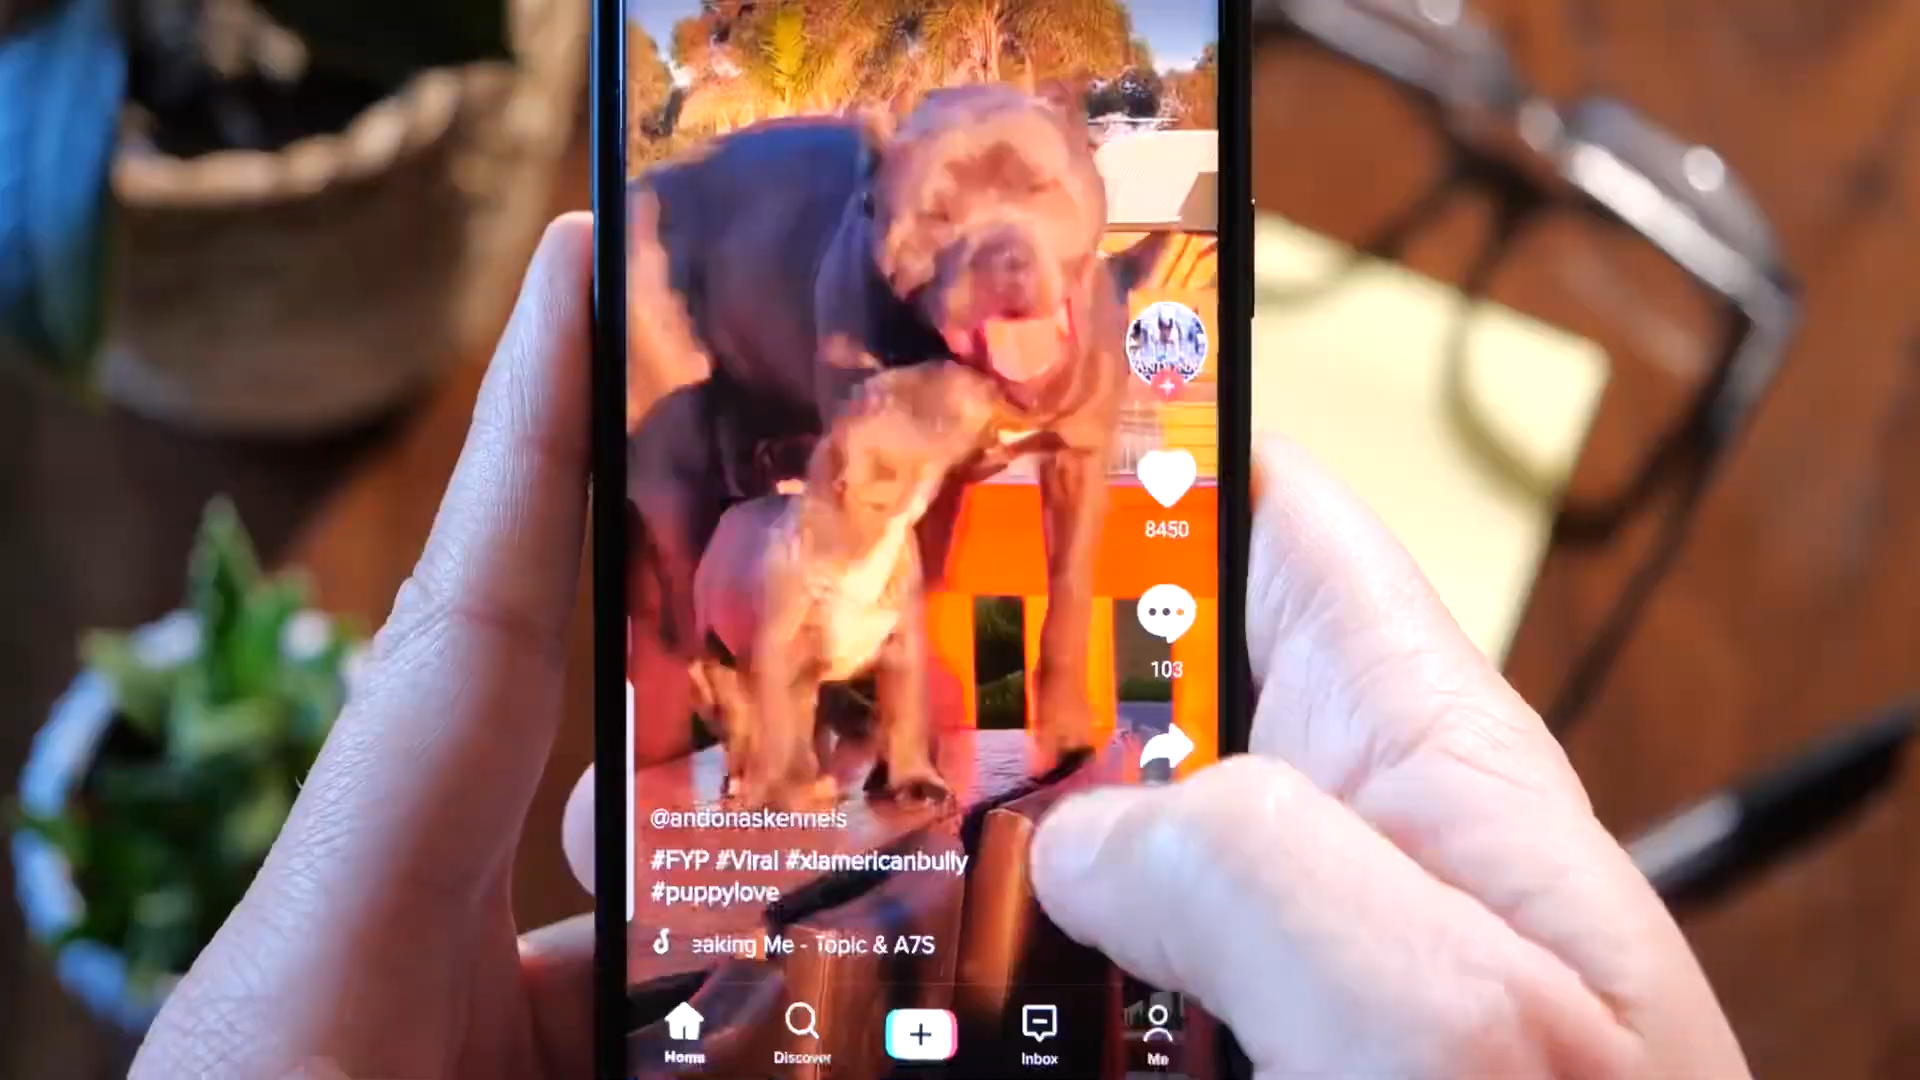 8450
103
@andonaskennels
#FYP #Viral #xlamericanbully
#puppylove
eaking Me - Topic & A7S
Home
Discover
Inbox
Me